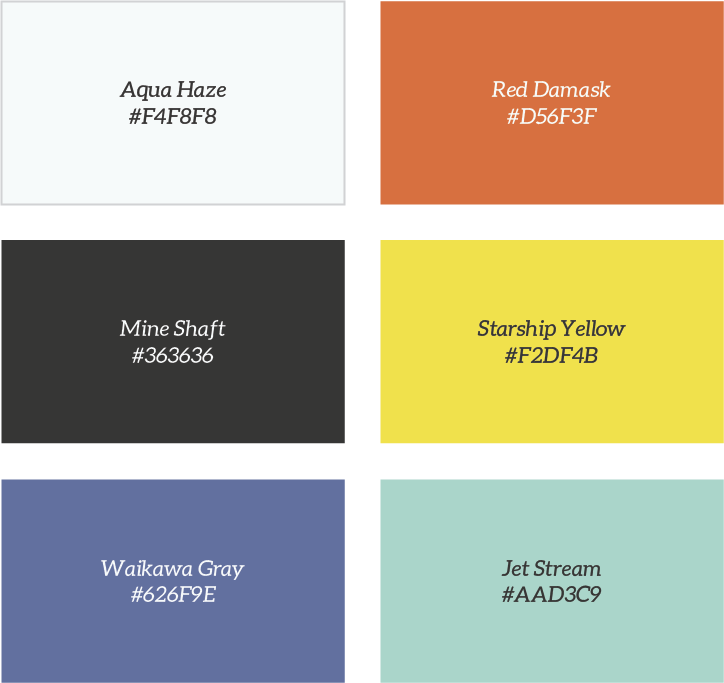 Aqua Haze
#F4F8F8
Red Damask
#D56F3F
Mine Shaft
#363636
Starship Yellow
#F2DF4B
Waikawa Gray
#626F9E
Jet Stream
#AAD3C9